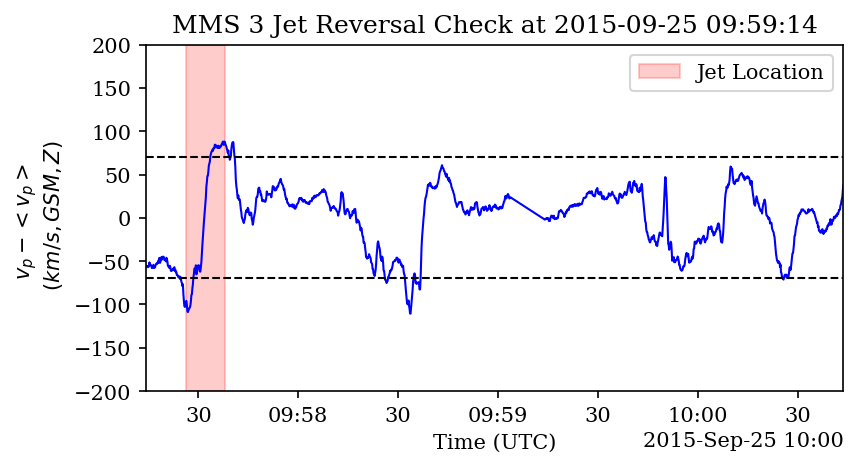 MMS 3 Jet Reversal Check at 2015-09-25 09:59:14
200
150
100
50
0
−50
−100
−150
−200
v_p − < v_p >
(km/s, GSM, Z)
Jet Location
30 09:58 30 09:59 30 10:00 30
Time (UTC)
2015-Sep-25 10:00